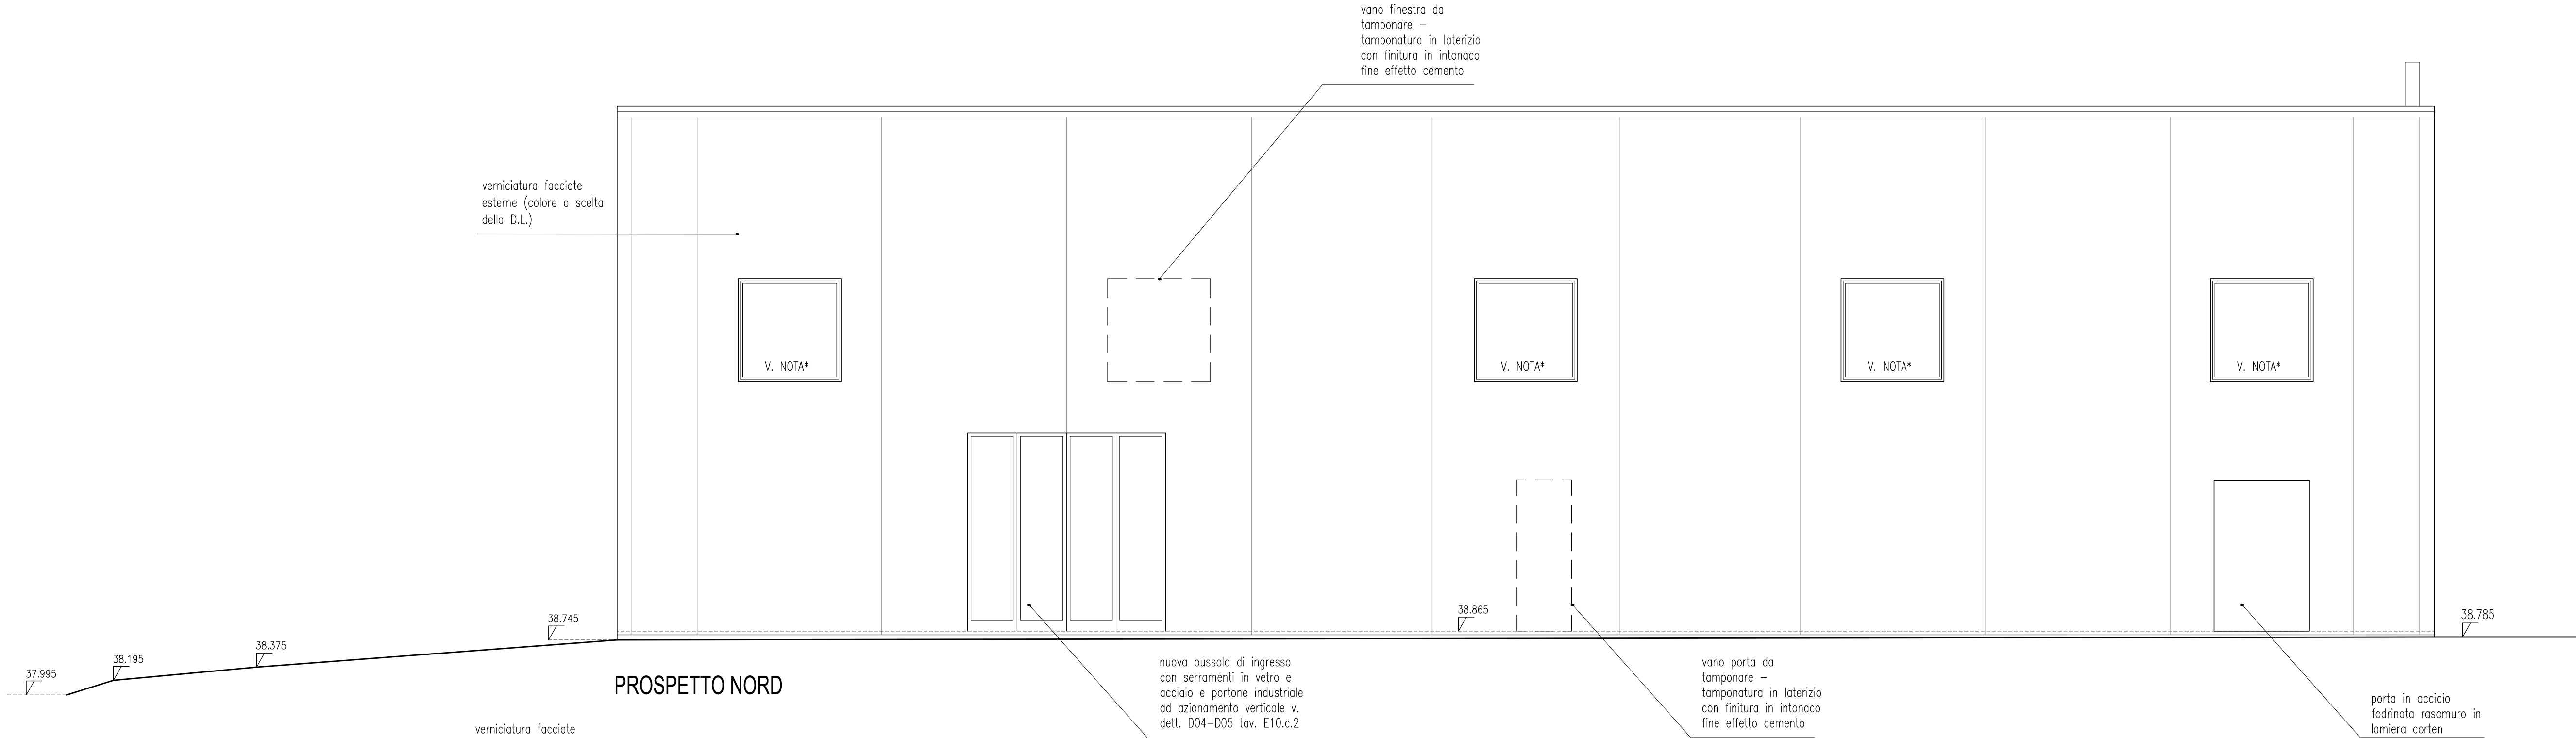 vano finestra da
tamponare –
tamponatura in laterizio
con finitura in intonaco
fine effetto cemento
verniciatura facciate
esterne (colore a scelta
della D.L.)
V. NOTA*
V. NOTA*
V. NOTA*
V. NOTA*
38.745
38.865
38.785
38.375
38.195
37.995
PROSPETTO NORD
nuova bussola di ingresso
con serramenti in vetro e
acciaio e portone industriale
ad azionamento verticale v.
dett. D04–D05 tav. E10.c.2
vano porta da
tamponare –
tamponatura in laterizio
con finitura in intonaco
fine effetto cemento
porta in acciaio
fodrinata rasomuro in
lamiera corten
verniciatura facciate